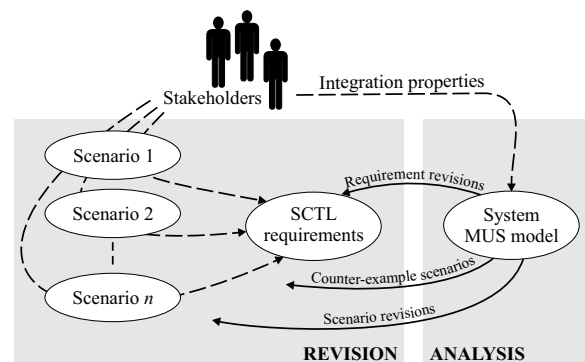 Integration properties
Stakeholders
Scenario 1
Requirement revisions
Scenario 2
SCTL
requirements
System
MUS model
Counter-example scenarios
Scenario n
Scenario revisions
REVISION
ANALYSIS